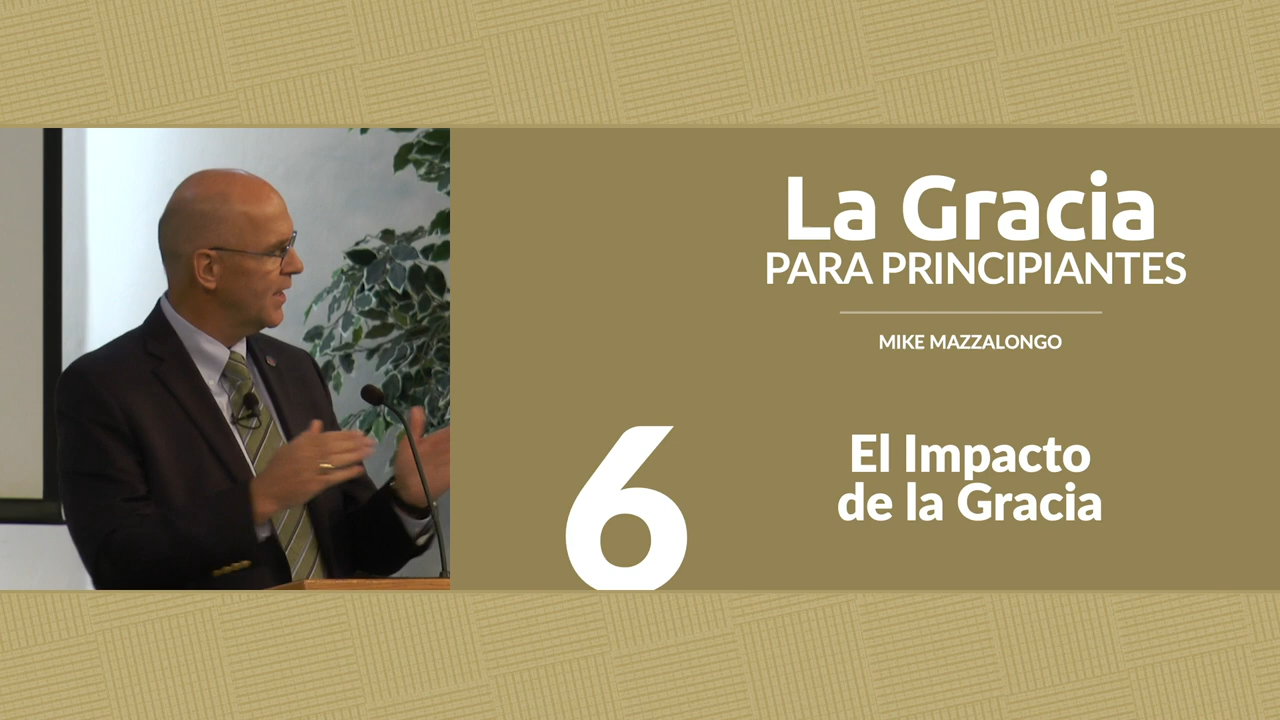 La Gracia
PARA PRINCIPIANTES
MIKE MAZZALONGO
6
El Impacto
de la Gracia